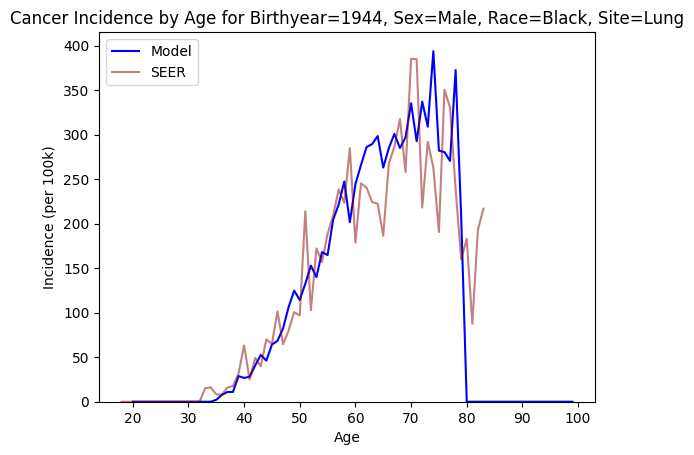 Cancer Incidence by Age for Birthyear=1944, Sex=Male, Race=Black, Site=Lung
Model
SEER
Incidence (per 100k)
400
350
300
250
200
150
100
50
0
20 30 40 50 60 70 80 90 100
Age